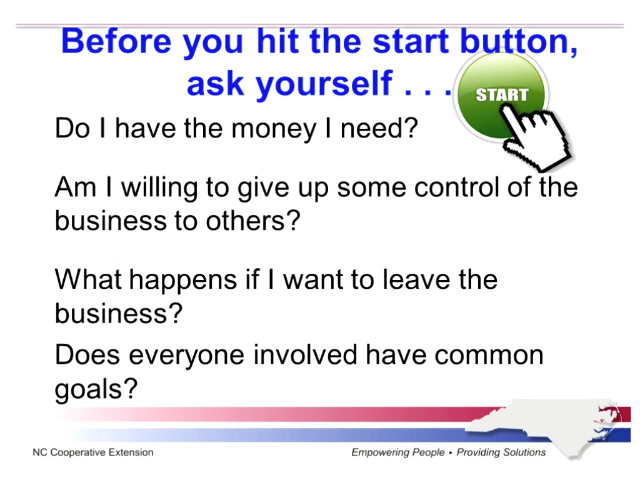 Before you hit the start button,
ask yourself . . .
START
Do I have the money I need?
Am I willing to give up some control of the
business to others?
What happens if I want to leave the
business?
Does everyone involved have common
goals?
NC Cooperative Extension
Empowering People • Providing Solutions